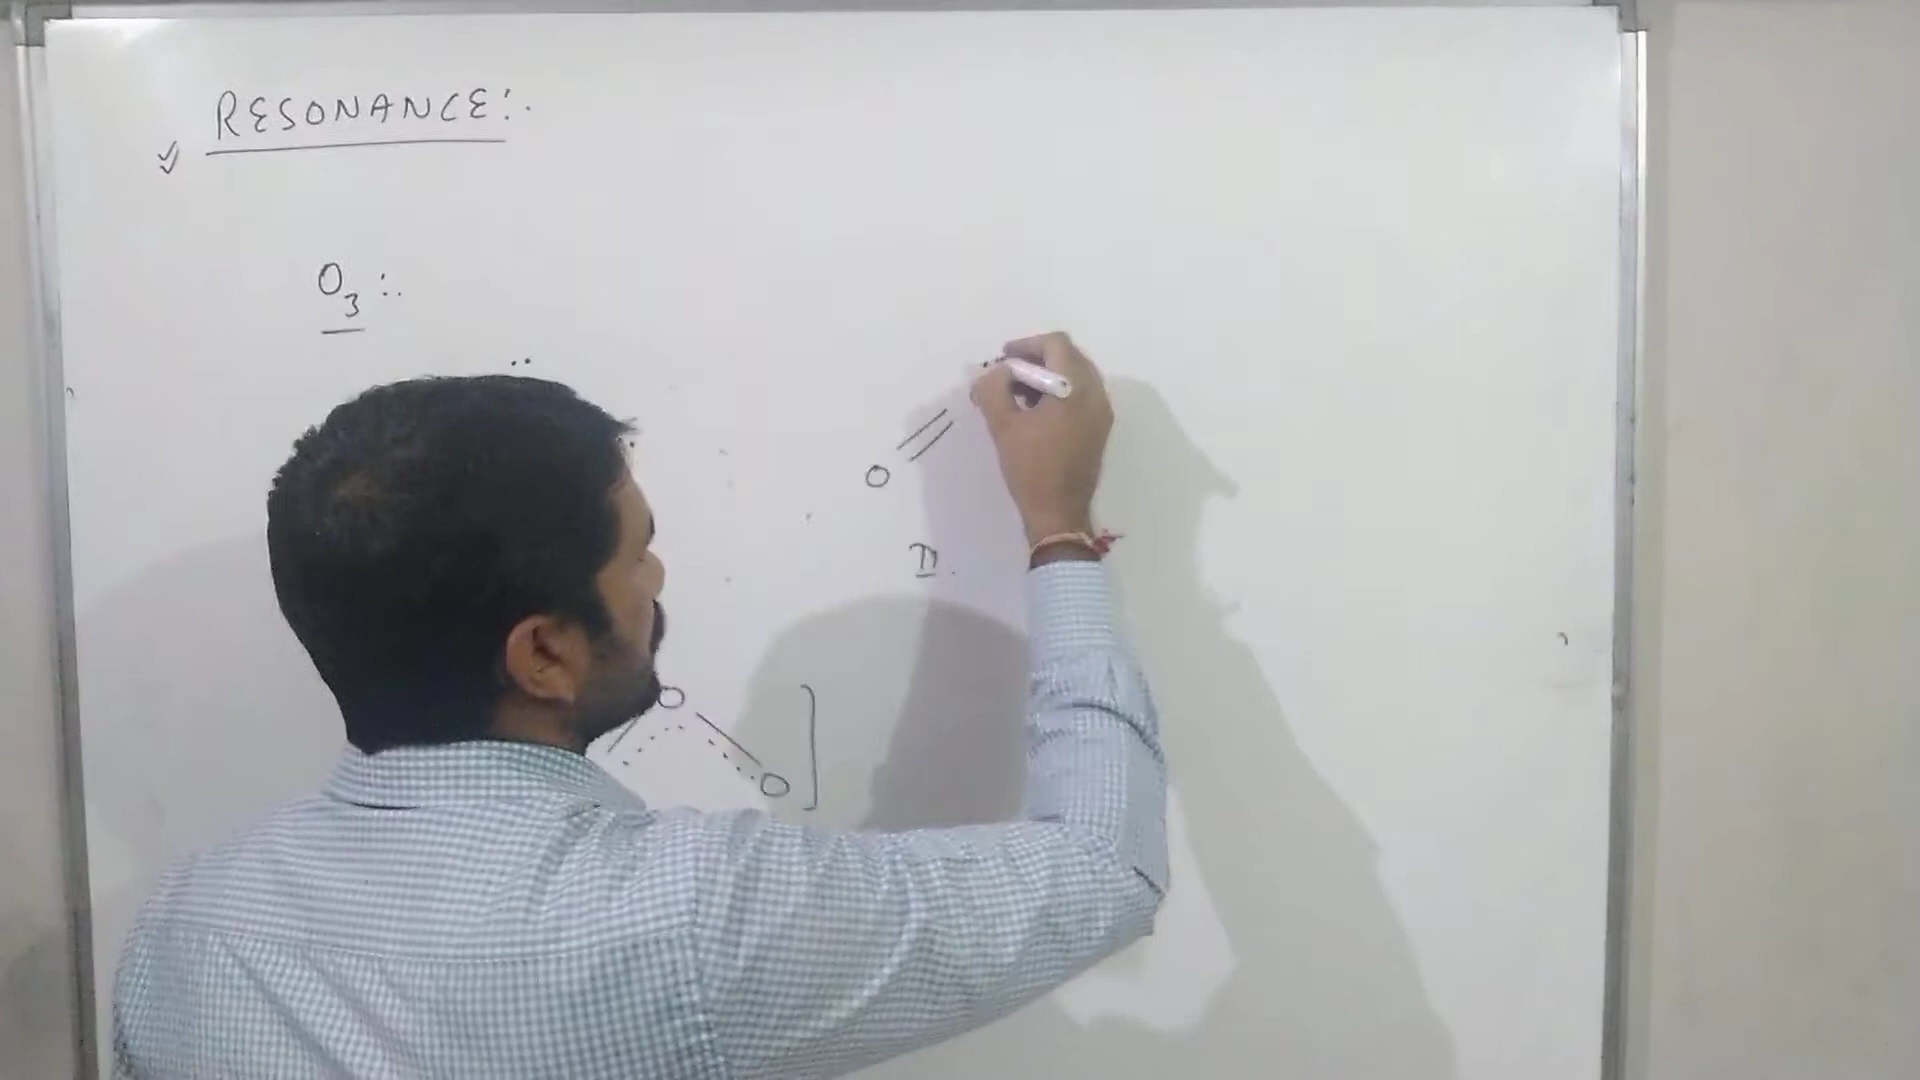 RESONANCE:.
O₃ :.
O
II.
O
O